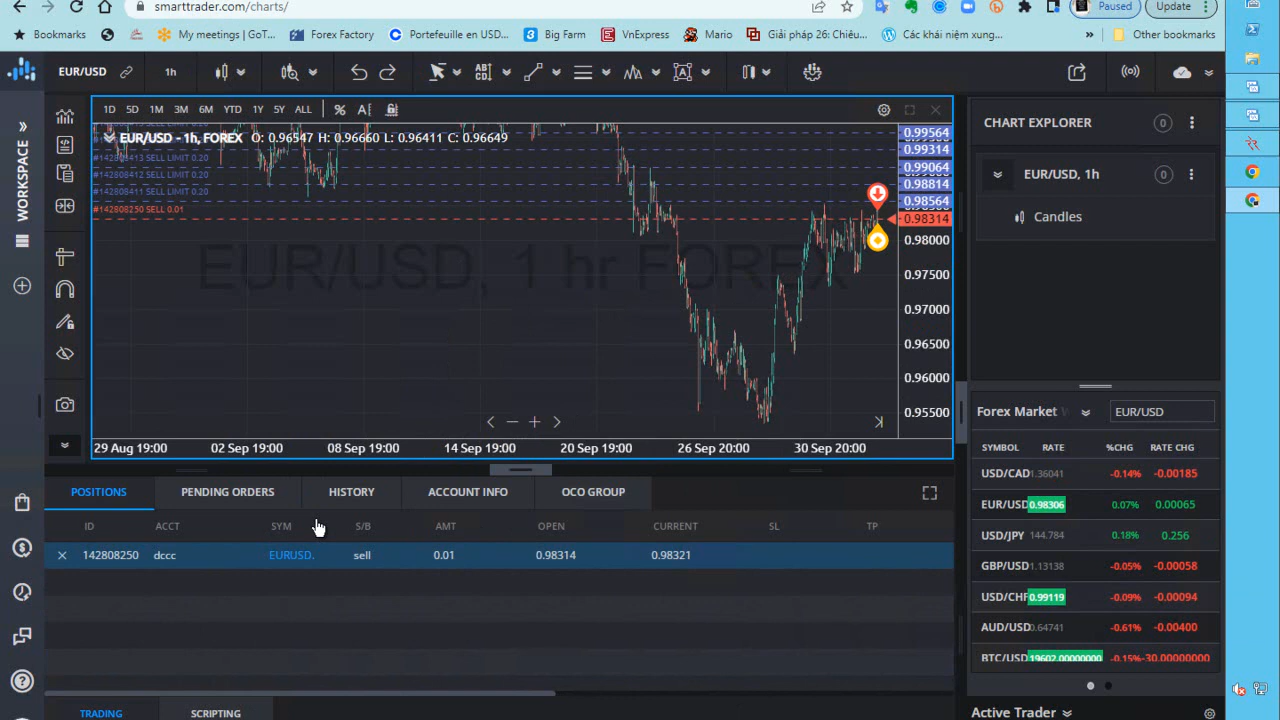 smarttrader.com/charts/
Paused
Update
Bookmarks
My meetings | GoT...
Forex Factory
Portefeuille en USD...
Big Farm
VnExpress
Mario
Giải pháp 26: Chiêu...
Các khái niệm xung...
»
Other bookmarks
EUR/USD
1h
ABC
1D 5D 1M 3M 6M YTD 1Y 5Y ALL
%
EUR/USD - 1h, FOREX O: 0.96547 H: 0.96660 L: 0.96411 C: 0.96649
#142808413 SELL LIMIT 0.20
#142808412 SELL LIMIT 0.20
#142808411 SELL LIMIT 0.20
#142808250 SELL 0.01
EUR/USD, 1 hr FOREX
0.99564
0.99314
0.99064
0.98814
0.98564
0.98314
0.98000
0.97500
0.97000
0.96500
0.96000
0.95500
29 Aug 19:00
02 Sep 19:00
08 Sep 19:00
14 Sep 19:00
20 Sep 19:00
26 Sep 20:00
30 Sep 20:00
WORKSPACE
CHART EXPLORER
0
EUR/USD, 1h
0
Candles
Forex Market
EUR/USD
SYMBOL RATE %CHG RATE CHG
USD/CAD 1.36041 -0.14% -0.00185
EUR/USD 0.98306 0.07% 0.00065
USD/JPY 144.784 0.18% 0.256
GBP/USD 1.13138 -0.05% -0.00058
USD/CHF 0.99119 -0.09% -0.00094
AUD/USD 0.64741 -0.61% -0.00400
BTC/USD 19602.00000000 -0.15% -30.00000000
Active Trader
POSITIONS
PENDING ORDERS
HISTORY
ACCOUNT INFO
OCO GROUP
ID ACCT SYM S/B AMT OPEN CURRENT SL TP
142808250 dccc EURUSD. sell 0.01 0.98314 0.98321
TRADING
SCRIPTING